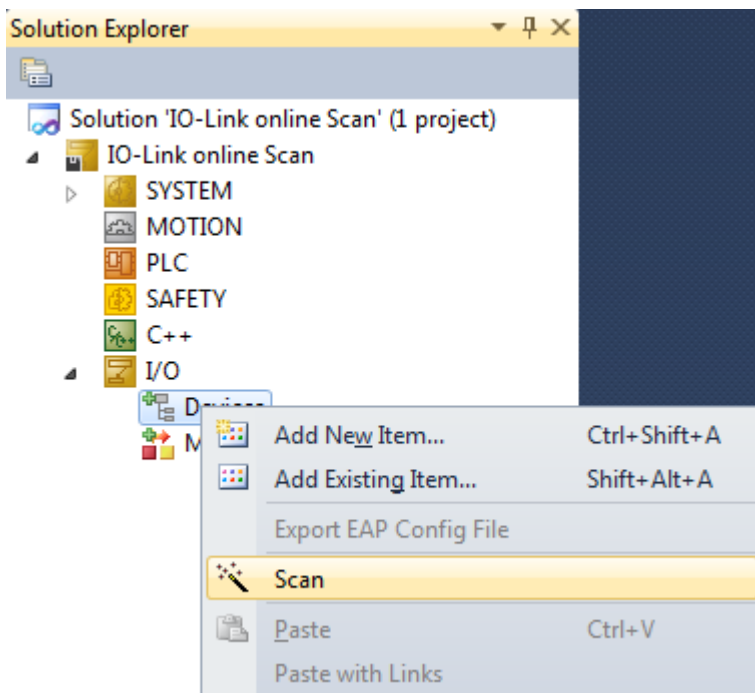 Solution Explorer
Solution 'IO-Link online Scan' (1 project)
IO-Link online Scan
SYSTEM
MOTION
PLC
SAFETY
C++
I/O
Add New Item... Ctrl+Shift+A
Add Existing Item... Shift+Alt+A
Export EAP Config File
Scan
Paste Ctrl+V
Paste with Links